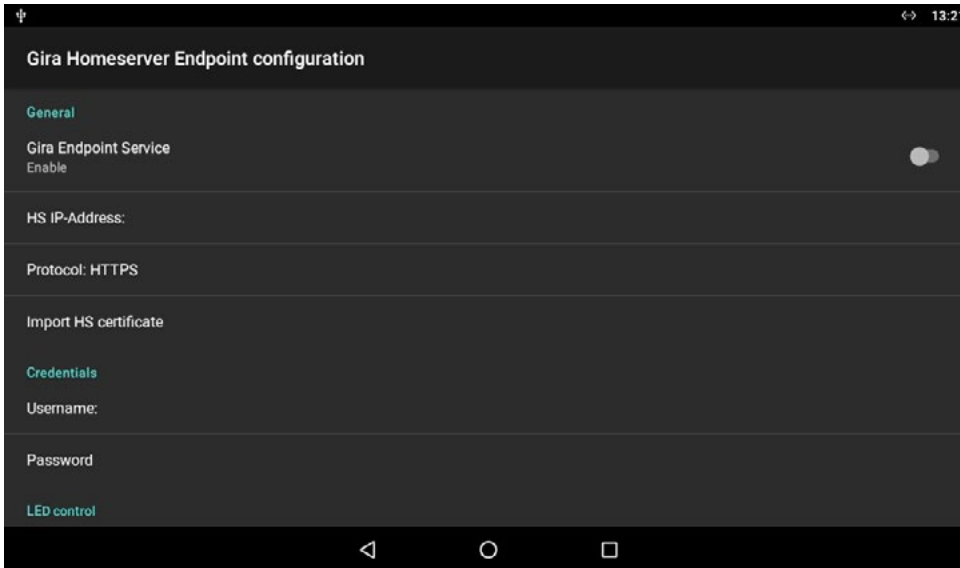 13:21
Gira Homeserver Endpoint configuration
General
Gira Endpoint Service
Enable
HS IP-Address:
Protocol: HTTPS
Import HS certificate
Credentials
Username:
Password
LED control